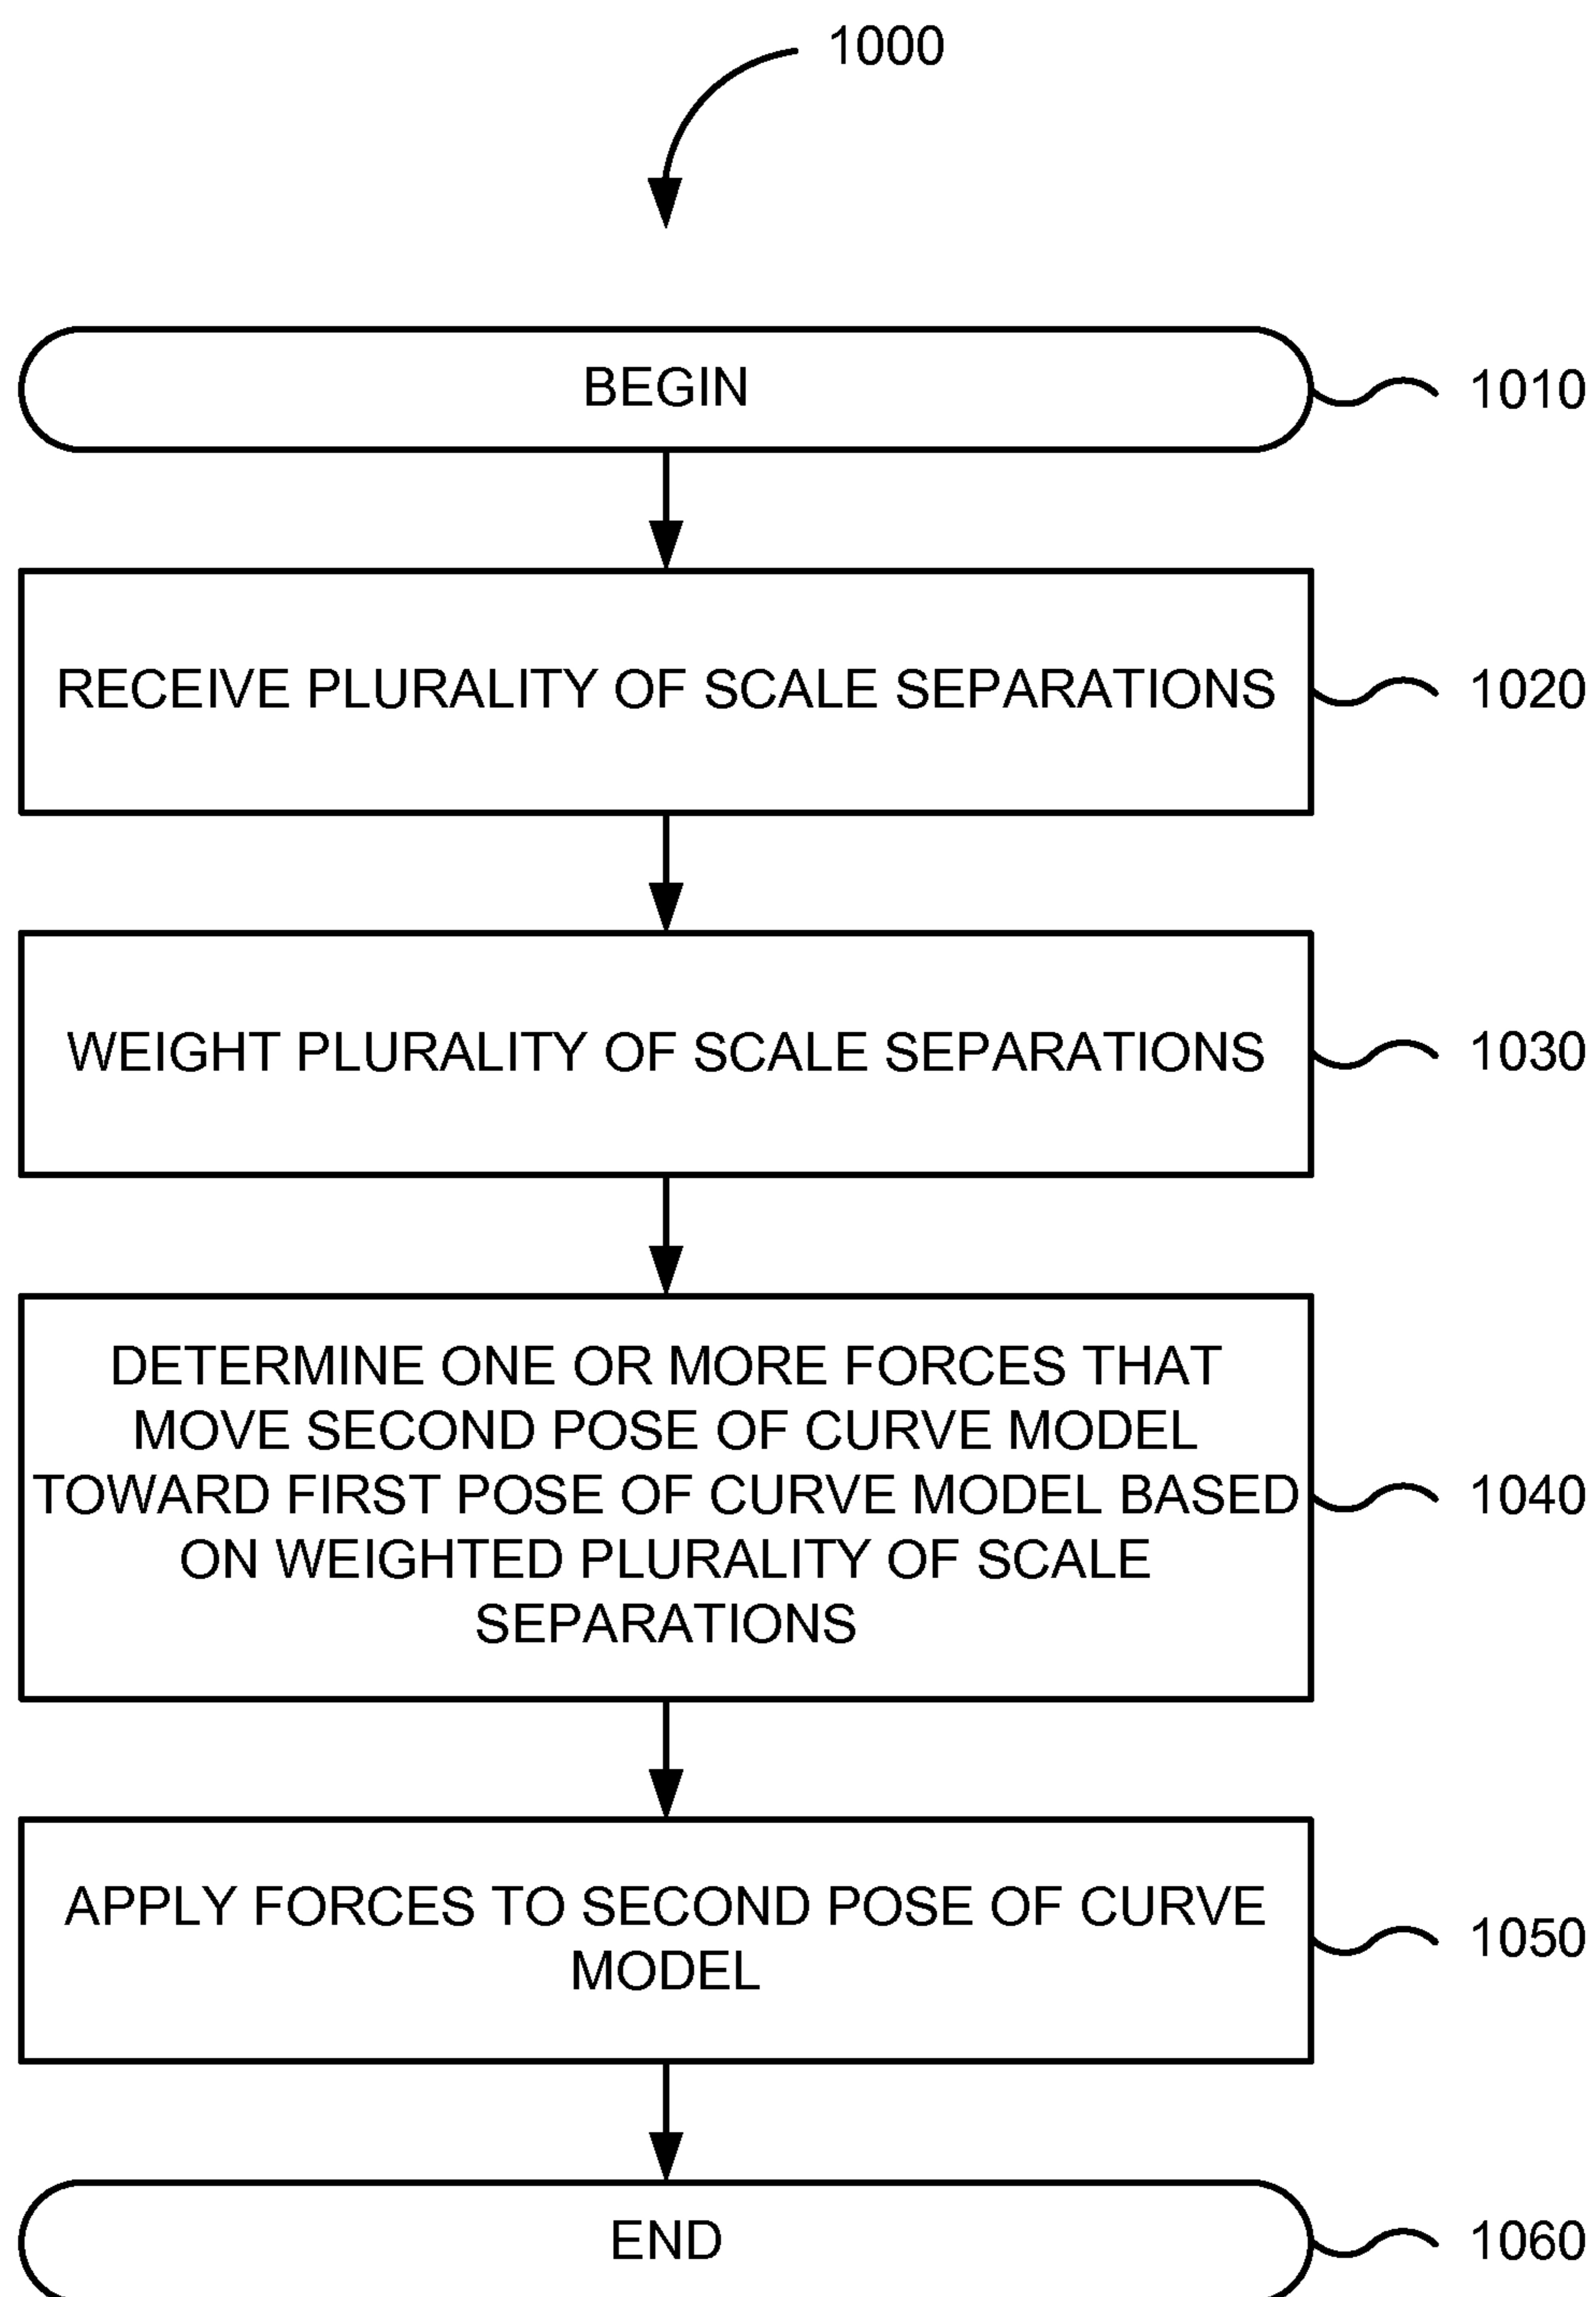 1000
BEGIN
1010
RECEIVE PLURALITY OF SCALE SEPARATIONS
1020
WEIGHT PLURALITY OF SCALE SEPARATIONS
1030
DETERMINE ONE OR MORE FORCES THAT
MOVE SECOND POSE OF CURVE MODEL
TOWARD FIRST POSE OF CURVE MODEL BASED
ON WEIGHTED PLURALITY OF SCALE
SEPARATIONS
1040
APPLY FORCES TO SECOND POSE OF CURVE
MODEL
1050
END
1060